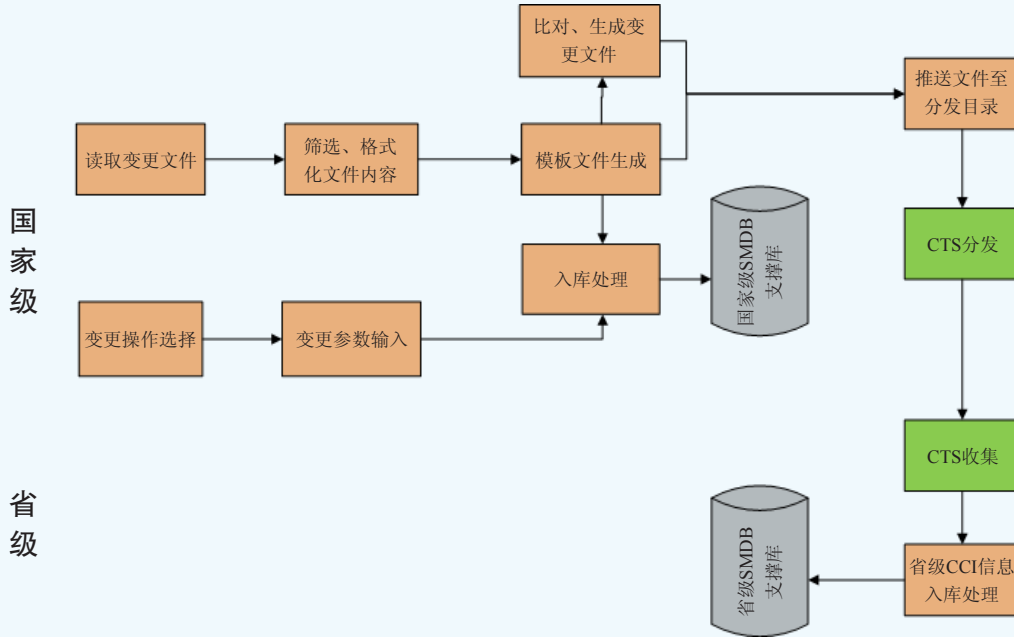 比对、生成变
更文件
推送文件至
分发目录
读取变更文件
筛选、格式
化文件内容
模板文件生成
国
家
级
CTS分发
入库处理
国家级SMDB
支撑库
变更操作选择
变更参数输入
CTS收集
省
级
省级SMDB
支撑库
省级CCI信息
入库处理